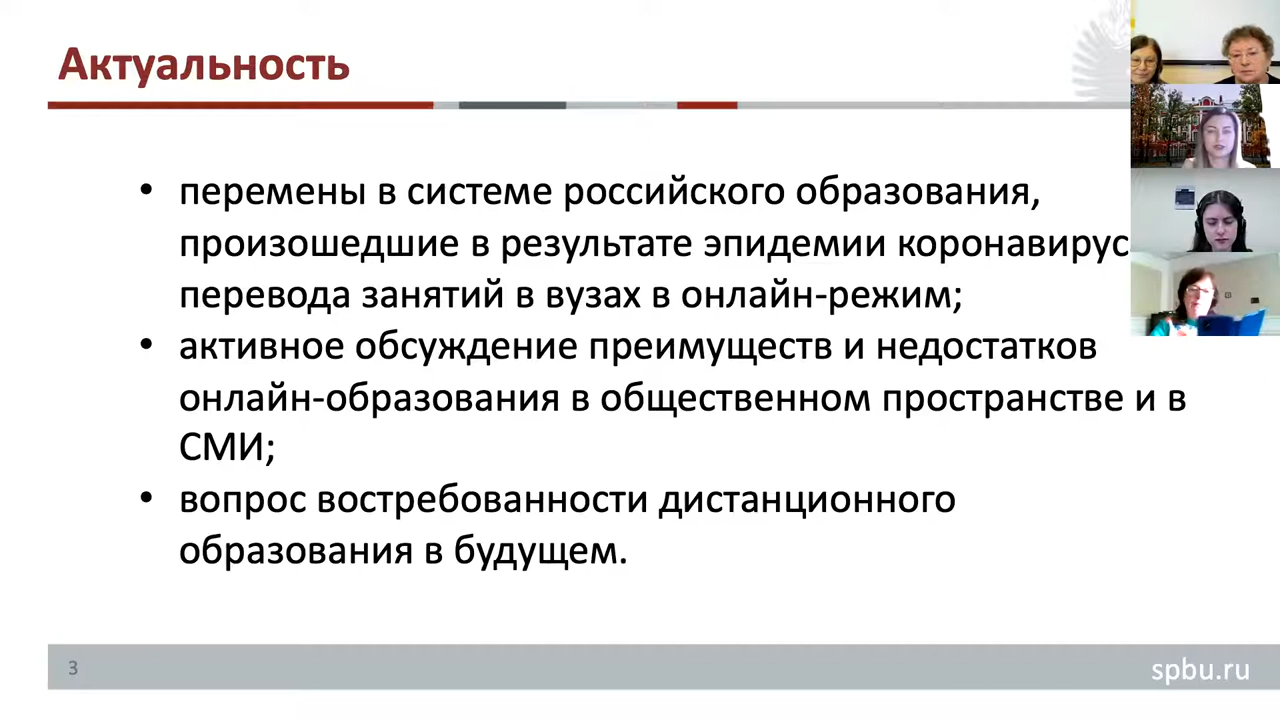 Актуальность
• перемены в системе российского образования,
произошедшие в результате эпидемии
перевода занятий в вузах в онлайн-режим;
• активное обсуждение преимуществ и недостатков
онлайн-образования в общественном пространстве и в
СМИ;
• вопрос востребованности дистанционного
образования в будущем.
3
spbu.ru